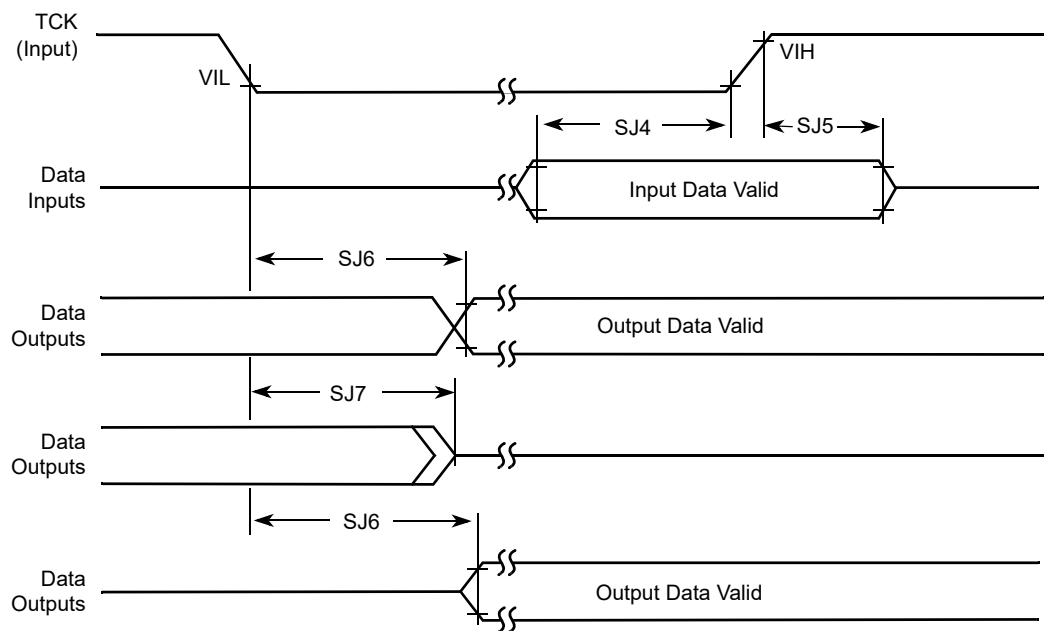 TCK
(Input)
VIL
VIH
SJ4
SJ5
Data
Inputs
Input Data Valid
SJ6
Data
Outputs
Output Data Valid
SJ7
Data
Outputs
SJ6
Data
Outputs
Output Data Valid